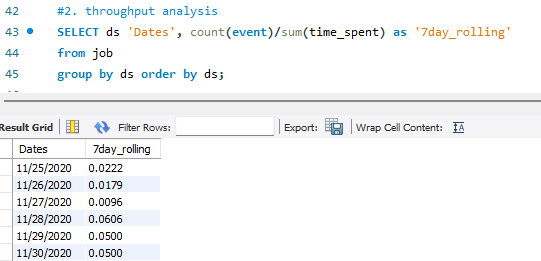 42 #2. throughput analysis
43 SELECT ds 'Dates', count(event)/sum(time_spent) as '7day_rolling'
44 from job
45 group by ds order by ds;
Result Grid Filter Rows: Export: Wrap Cell Content: IA
Dates 7day_rolling
11/25/2020 0.0222
11/26/2020 0.0179
11/27/2020 0.0096
11/28/2020 0.0606
11/29/2020 0.0500
11/30/2020 0.0500